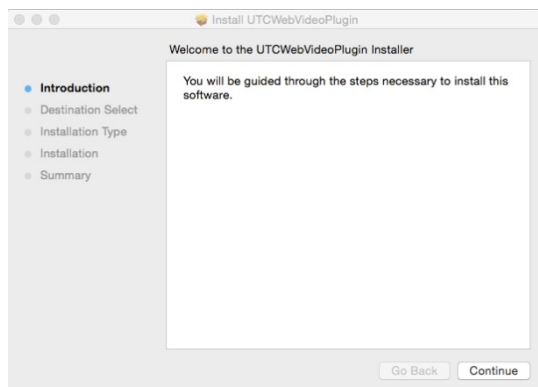 Install UTCWebVideoPlugin
Welcome to the UTCWebVideoPlugin Installer
Introduction
Destination Select
Installation Type
Installation
Summary
You will be guided through the steps necessary to install this
software.
Go Back
Continue